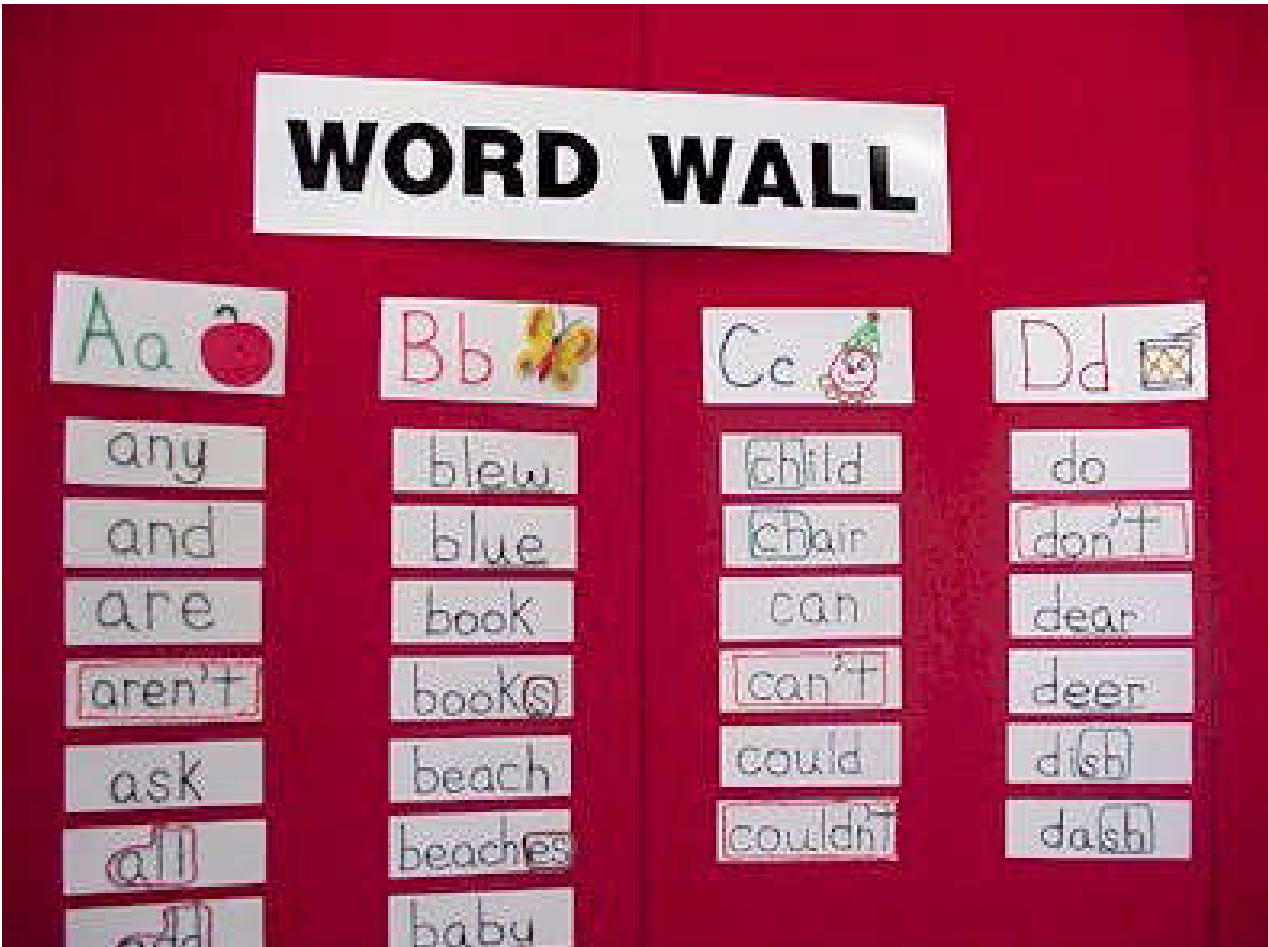 WORD WALL
Aa
any
and
are
aren't
ask
all
add
Bb
blew
blue
book
books
beach
beaches
baby
Cc
child
chair
can
can't
could
couldn't
Dd
do
don't
dear
deer
dish
dash